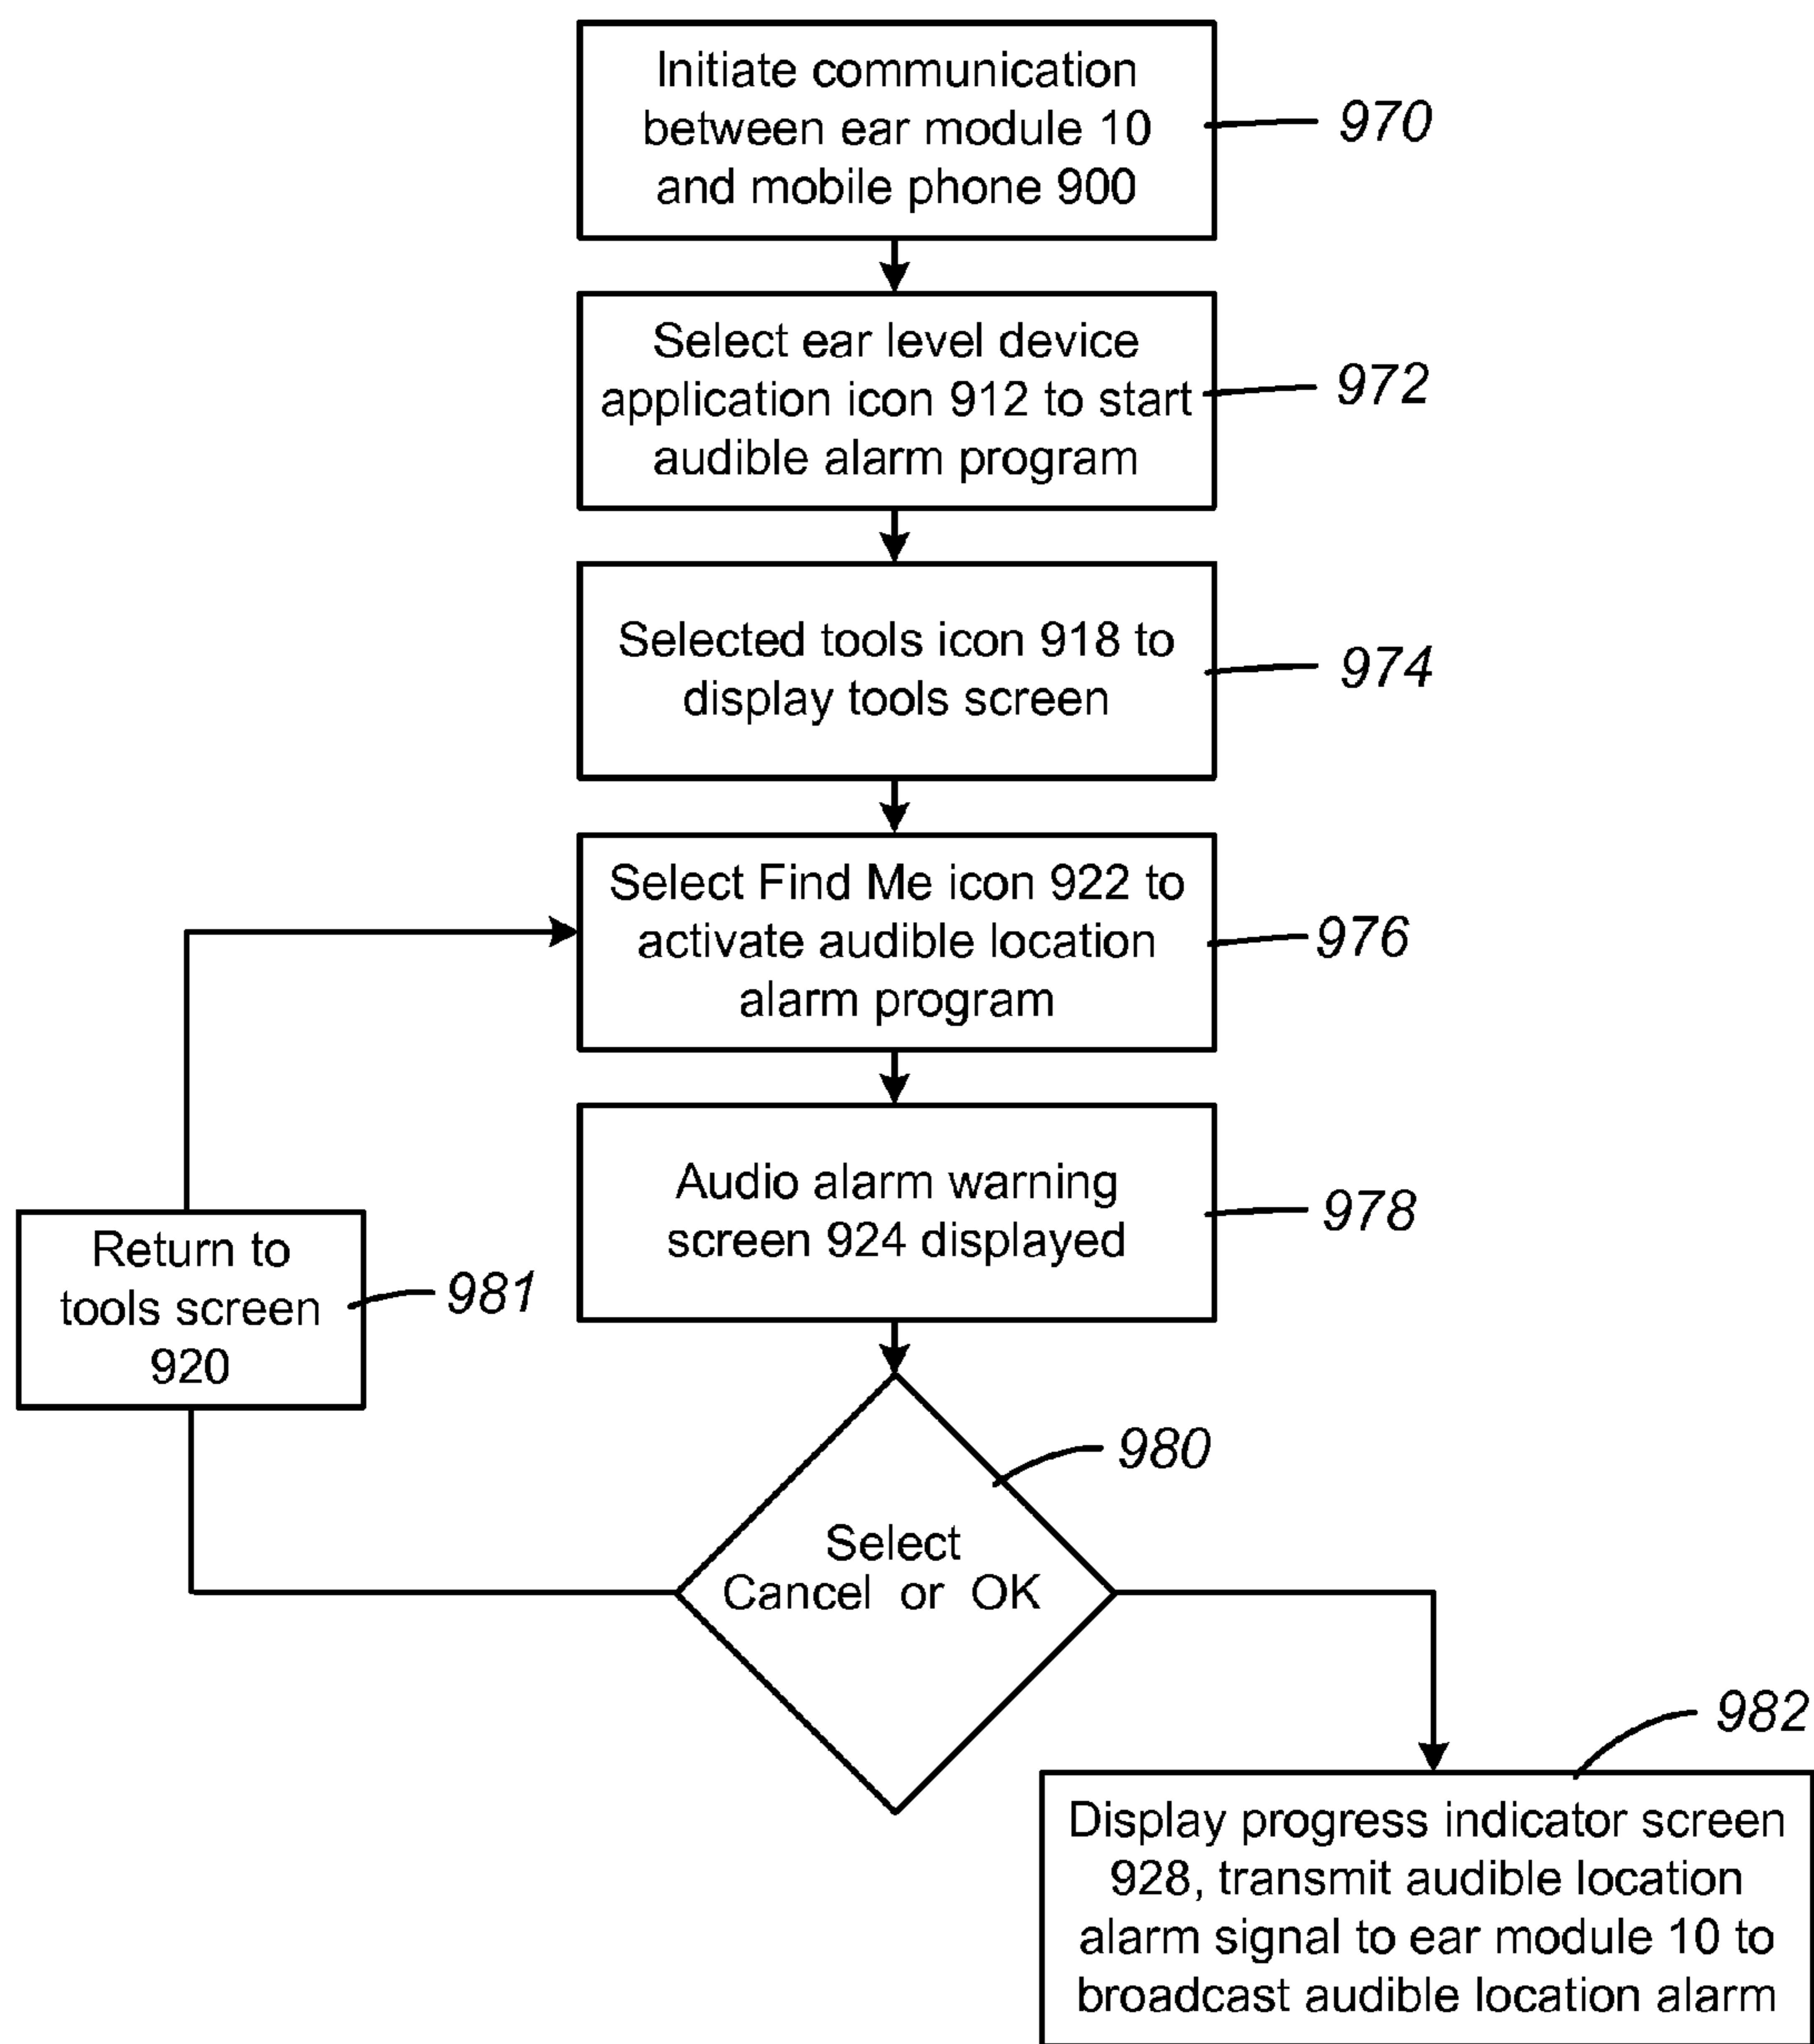 Initiate communication
between ear module 10
and mobile phone 900
970
Select ear level device
application icon 912 to start
audible alarm program
972
Selected tools icon 918 to
display tools screen
974
Select Find Me icon 922 to
activate audible location
alarm program
976
Audio alarm warning
screen 924 displayed
978
Return to
tools screen
920
981
980
Select
Cancel or OK
982
Display progress indicator screen
928, transmit audible location
alarm signal to ear module 10 to
broadcast audible location alarm